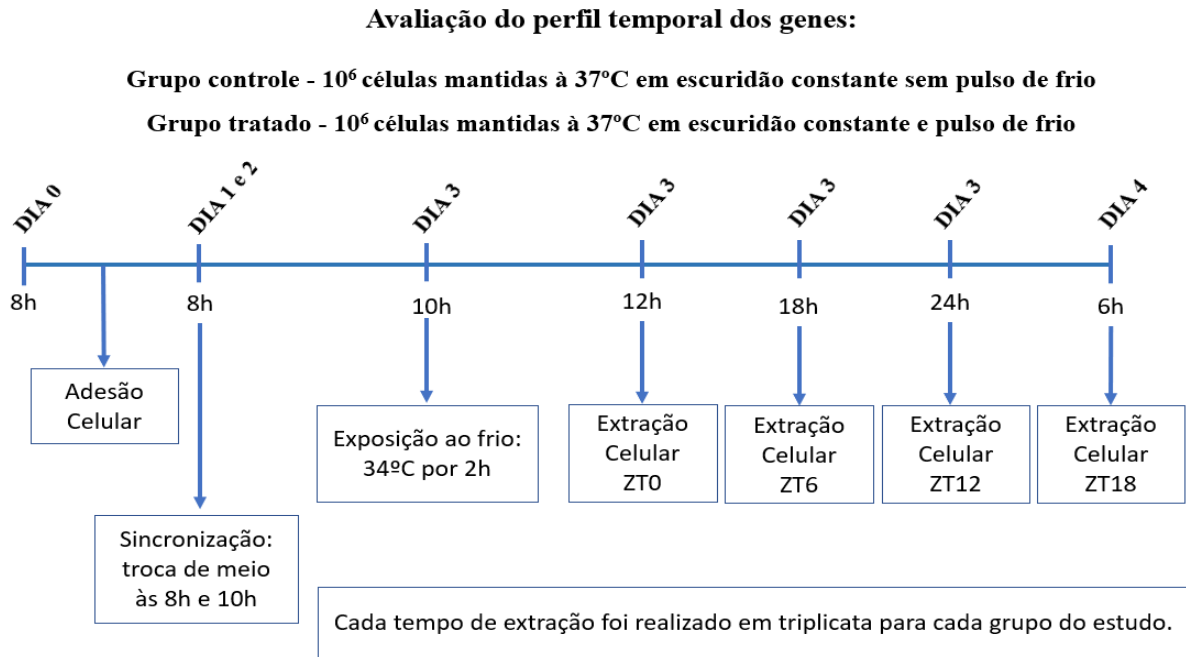 Avaliação do perfil temporal dos genes:
Grupo controle - 10⁶ células mantidas à 37ºC em escuridão constante sem pulso de frio
Grupo tratado - 10⁶ células mantidas à 37ºC em escuridão constante e pulso de frio
DIA 0
DIA 1 e 2
DIA 3
DIA 3
DIA 3
DIA 3
DIA 4
8h
8h
10h
12h
18h
24h
6h
Adesão
Celular
Sincronização:
troca de meio
às 8h e 10h
Exposição ao frio:
34ºC por 2h
Extração
Celular
ZT0
Extração
Celular
ZT6
Extração
Celular
ZT12
Extração
Celular
ZT18
Cada tempo de extração foi realizado em triplicata para cada grupo do estudo.